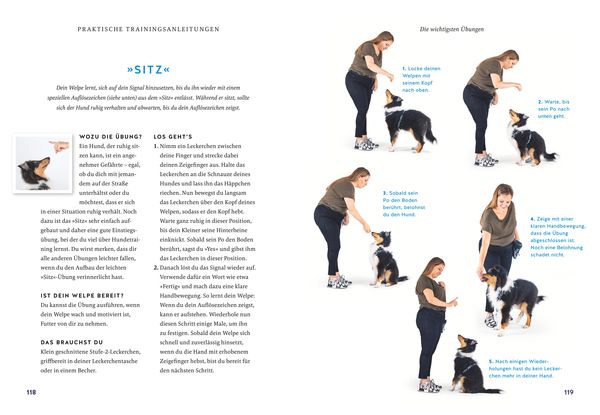 PRAKTISCHE TRAININGSANLEITUNGEN
»SITZ«
Dein Welpe lernt, sich auf dein Signal hinzusetzen, bis du ihn wieder mit einem
speziellen Auflösezeichen (siehe unten) aus dem »Sitz« entlässt. Während er sitzt, sollte
sich der Hund ruhig verhalten und abwarten, bis du dein Auflösezeichen zeigst.
WOZU DIE ÜBUNG?
Ein Hund, der ruhig sit-
zen kann, ist ein ange-
nehmer Gefährte – egal,
ob du dich mit jeman-
dem auf der Straße
unterhältst oder du
möchtest, dass er sich
in einer Situation ruhig verhält. Noch
dazu ist das »Sitz« sehr einfach auf-
gebaut und daher eine gute Einstiegs-
übung, bei der du viel über Hundetrai-
ning lernst. Du wirst merken, dass dir
alle anderen Übungen leichter fallen,
wenn du den Aufbau der leichten
»Sitz«-Übung verinnerlicht hast.
IST DEIN WELPE BEREIT?
Du kannst die Übung ausführen, wenn
dein Welpe wach und motiviert ist,
Futter von dir zu nehmen.
DAS BRAUCHST DU
Klein geschnittene Stufe-2-Leckerchen,
griffbereit in deiner Leckerchentasche
oder in einem Becher.
LOS GEHT'S
1. Nimm ein Leckerchen zwischen
deine Finger und strecke dabei
deinen Zeigefinger aus. Halte das
Leckerchen an die Schnauze deines
Hundes und lass ihn das Häppchen
riechen. Nun bewegst du langsam
das Leckerchen über den Kopf deines
Welpen, sodass er den Kopf hebt.
Warte ganz ruhig in dieser Position,
bis dein Kleiner seine Hinterbeine
einknickt. Sobald sein Po den Boden
berührt, sagst du »Yes« und gibst ihm
das Leckerchen in dieser Position.
2. Danach löst du das Signal wieder auf.
Verwende dafür ein Wort wie etwa
»Fertig« und mach dazu eine klare
Handbewegung. So lernt dein Welpe:
Wenn du dein Auflösezeichen zeigst,
kann er aufstehen. Wiederhole nun
diesen Schritt einige Male, um ihn
zu festigen. Sobald dein Welpe sich
schnell und zuverlässig hinsetzt,
wenn du die Hand mit erhobenem
Zeigefinger hebst, bist du bereit für
den nächsten Schritt.
118
Die wichtigsten Übungen
1. Locke deinen
Welpen mit
seinem Kopf
nach oben.
2. Warte, bis
sein Po nach
unten geht.
3. Sobald sein
Po den Boden
berührt, belohnst
du den Hund.
4. Zeige mit einer
klaren Handbewegung,
dass die Übung
abgeschlossen ist.
Noch eine Belohnung
schadet nicht.
5. Nach einigen Wieder-
holungen hast du kein Lecker-
chen mehr in deiner Hand.
119